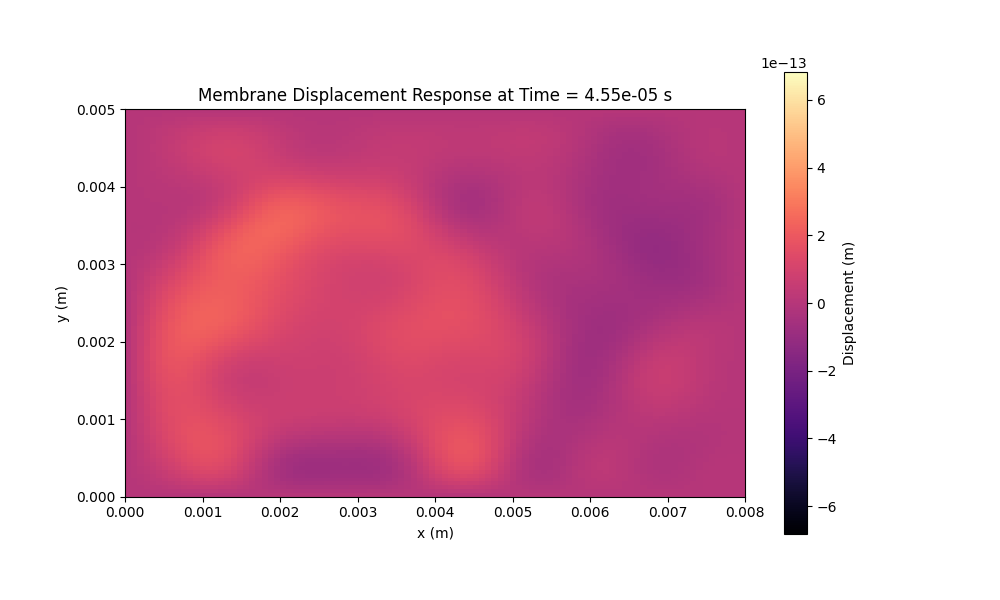 1e−13
Membrane Displacement Response at Time = 4.55e-05 s
0.005
0.004
0.003
0.002
0.001
0.000
y (m)
0.000 0.001 0.002 0.003 0.004 0.005 0.006 0.007 0.008
x (m)
6
4
2
0
−2
−4
−6
Displacement (m)